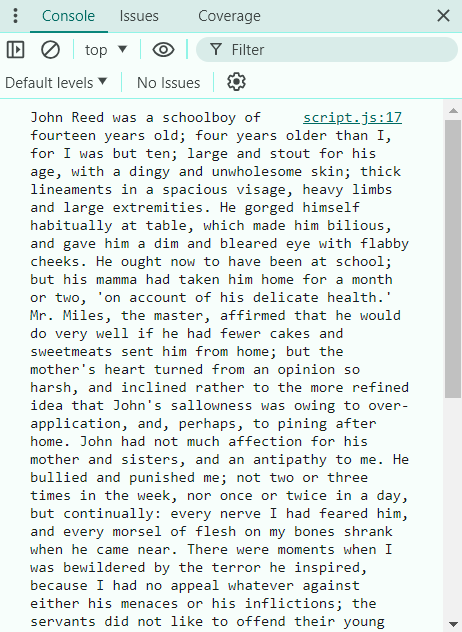 Console Issues Coverage
top Filter
Default levels No Issues
John Reed was a schoolboy of script.js:17
fourteen years old; four years older than I,
for I was but ten; large and stout for his
age, with a dingy and unwholesome skin; thick
lineaments in a spacious visage, heavy limbs
and large extremities. He gorged himself
habitually at table, which made him bilious,
and gave him a dim and bleared eye with flabby
cheeks. He ought now to have been at school;
but his mamma had taken him home for a month
or two, 'on account of his delicate health.'
Mr. Miles, the master, affirmed that he would
do very well if he had fewer cakes and
sweetmeats sent him from home; but the
mother's heart turned from an opinion so
harsh, and inclined rather to the more refined
idea that John's sallowness was owing to over-
application, and, perhaps, to pining after
home. John had not much affection for his
mother and sisters, and an antipathy to me. He
bullied and punished me; not two or three
times in the week, nor once or twice in a day,
but continually: every nerve I had feared him,
and every morsel of flesh on my bones shrank
when he came near. There were moments when I
was bewildered by the terror he inspired,
because I had no appeal whatever against
either his menaces or his inflictions; the
servants did not like to offend their young